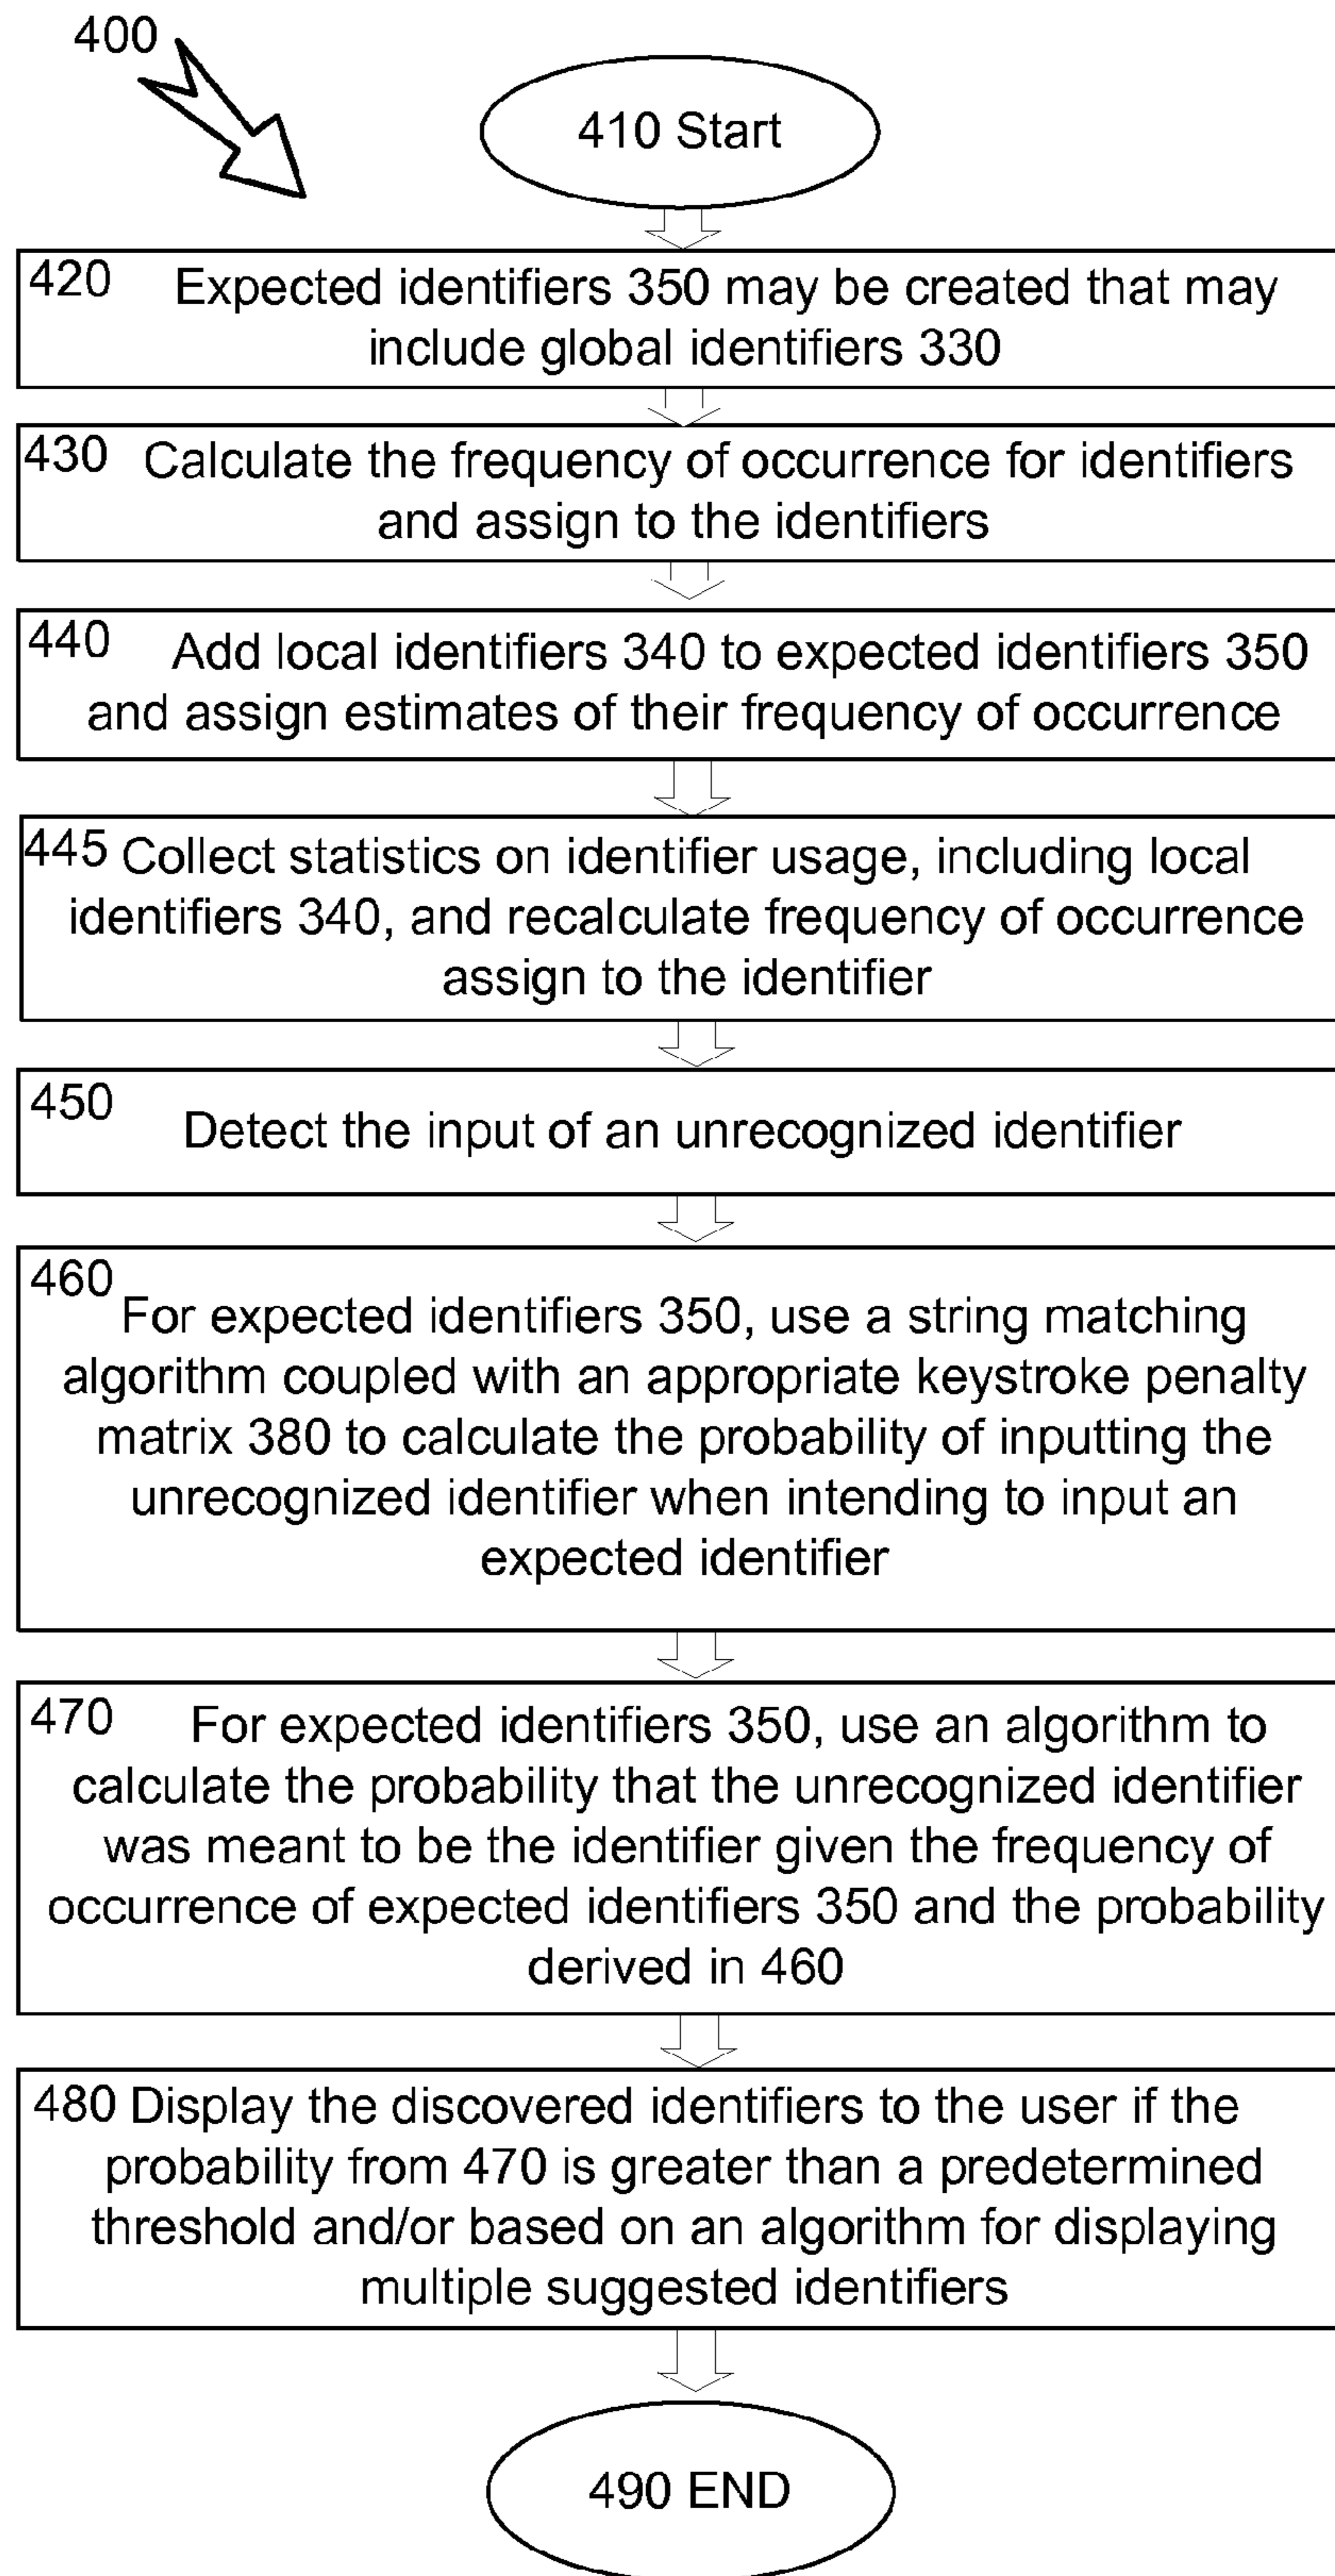 400
410 Start
420 Expected identifiers 350 may be created that may
include global identifiers 330
430 Calculate the frequency of occurrence for identifiers
and assign to the identifiers
440 Add local identifiers 340 to expected identifiers 350
and assign estimates of their frequency of occurrence
445 Collect statistics on identifier usage, including local
identifiers 340, and recalculate frequency of occurrence
assign to the identifier
450
Detect the input of an unrecognized identifier
460
For expected identifiers 350, use a string matching
algorithm coupled with an appropriate keystroke penalty
matrix 380 to calculate the probability of inputting the
unrecognized identifier when intending to input an
expected identifier
470 For expected identifiers 350, use an algorithm to
calculate the probability that the unrecognized identifier
was meant to be the identifier given the frequency of
occurrence of expected identifiers 350 and the probability
derived in 460
480 Display the discovered identifiers to the user if the
probability from 470 is greater than a predetermined
threshold and/or based on an algorithm for displaying
multiple suggested identifiers
490 END